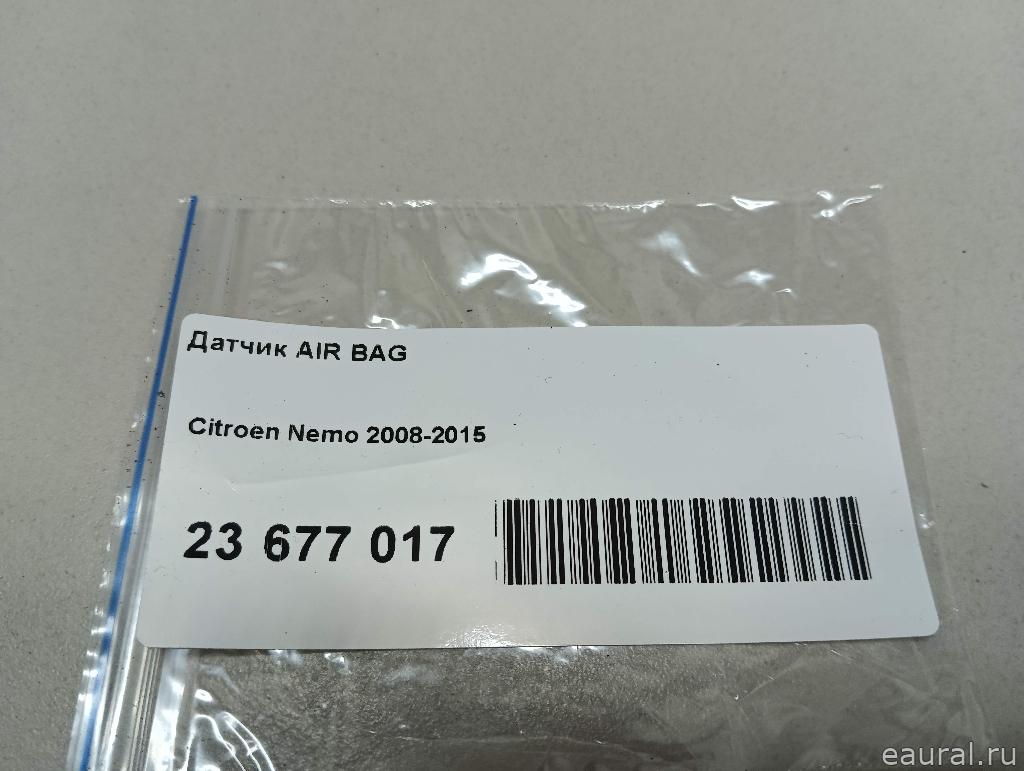 Датчик AIR BAG
Citroen Nemo 2008-2015
23 677 017
eaural.ru